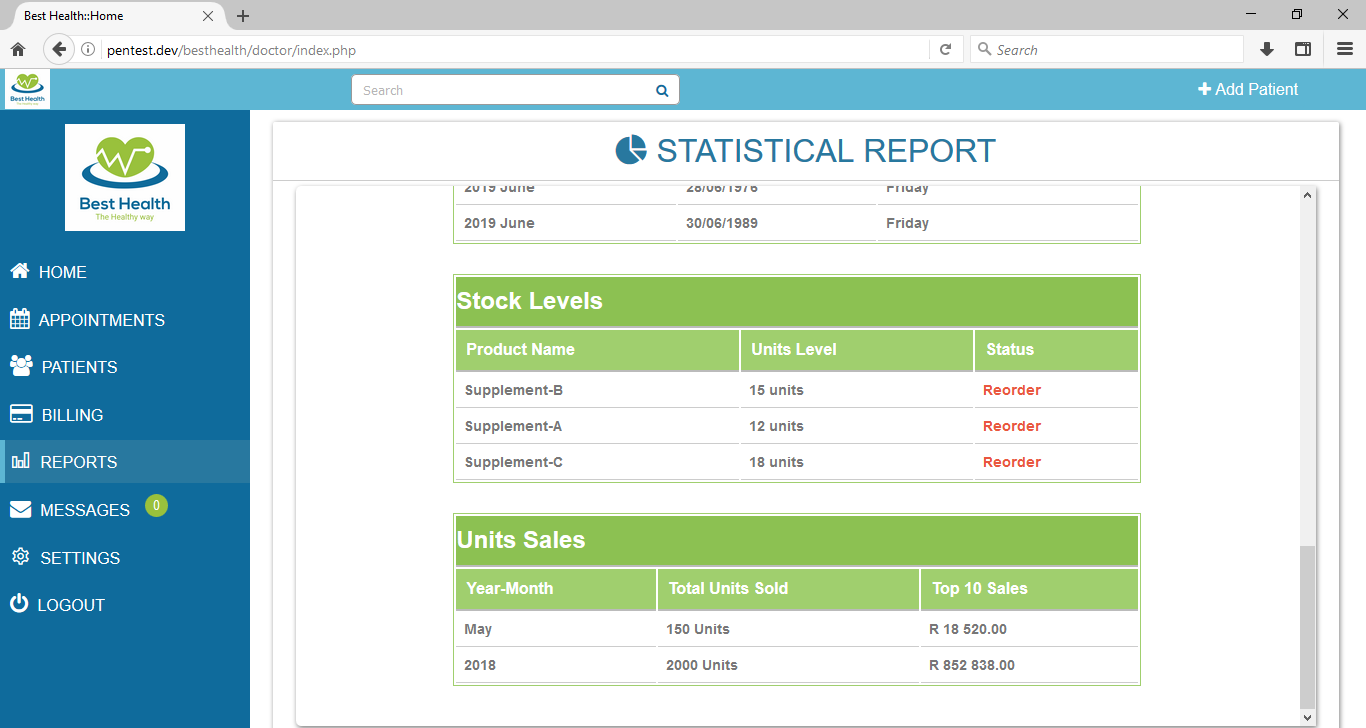 Best Health::Home
pentest.dev/besthealth/doctor/index.php
Search
Best Health
Search
Add Patient
Best Health
The Healthy way
HOME
APPOINTMENTS
PATIENTS
BILLING
REPORTS
MESSAGES 0
SETTINGS
LOGOUT
STATISTICAL REPORT
2019 June 28/06/1976 Friday
2019 June 30/06/1989 Friday
Stock Levels
Product Name Units Level Status
Supplement-B 15 units Reorder
Supplement-A 12 units Reorder
Supplement-C 18 units Reorder
Units Sales
Year-Month Total Units Sold Top 10 Sales
May 150 Units R 18 520.00
2018 2000 Units R 852 838.00